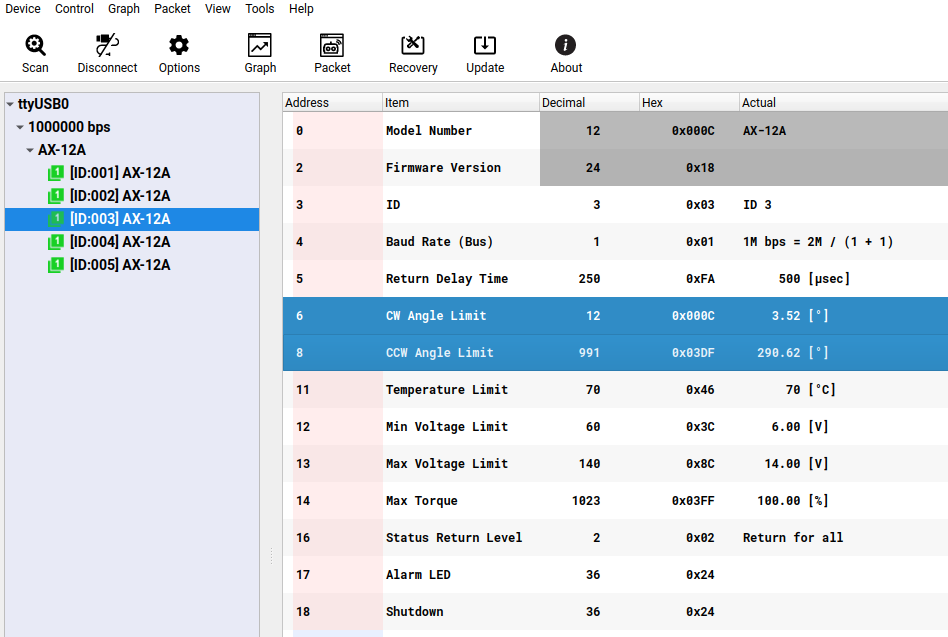 Device Control Graph Packet View Tools Help
Scan Disconnect Options Graph Packet Recovery Update About
ttyUSB0
1000000 bps
AX-12A
1 [ID:001] AX-12A
1 [ID:002] AX-12A
1 [ID:003] AX-12A
1 [ID:004] AX-12A
1 [ID:005] AX-12A
Address Item Decimal Hex Actual
0 Model Number 12 0x000C AX-12A
2 Firmware Version 24 0x18
3 ID 3 0x03 ID 3
4 Baud Rate (Bus) 1 0x01 1M bps = 2M / (1 + 1)
5 Return Delay Time 250 0xFA 500 [μsec]
6 CW Angle Limit 12 0x000C 3.52 [°]
8 CCW Angle Limit 991 0x03DF 290.62 [°]
11 Temperature Limit 70 0x46 70 [°C]
12 Min Voltage Limit 60 0x3C 6.00 [V]
13 Max Voltage Limit 140 0x8C 14.00 [V]
14 Max Torque 1023 0x03FF 100.00 [%]
16 Status Return Level 2 0x02 Return for all
17 Alarm LED 36 0x24
18 Shutdown 36 0x24